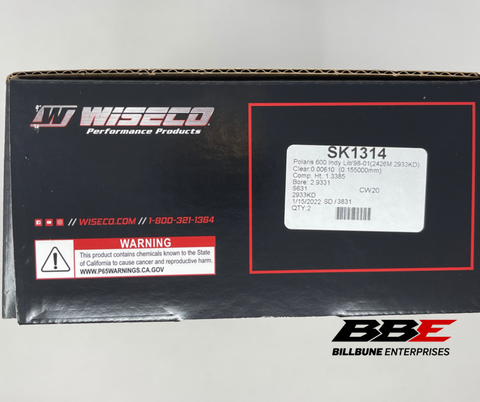 WISECO
Performance Products
// WISECO.COM // 1-800-321-1364
WARNING
This product contains chemicals known to the State
of California to cause cancer and reproductive harm.
WWW.P65WARNINGS.CA.GOV
SK1314
Polaris 600 Indy Lit/98-01(2426M 2933KD)
Clear:0.00610 (0.155000mm)
Comp. Ht. 1.3385
Bore: 2.9331
S631 CW20
2933KD
1/15/2022 SD /3831
QTY:2
BBE
BILLBUNE ENTERPRISES